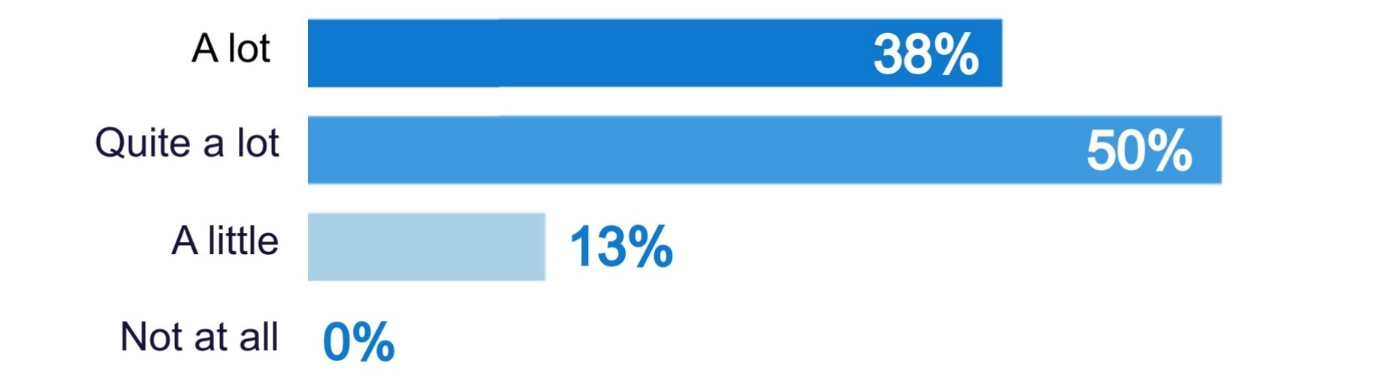 A lot 38%
Quite a lot 50%
A little 13%
Not at all 0%